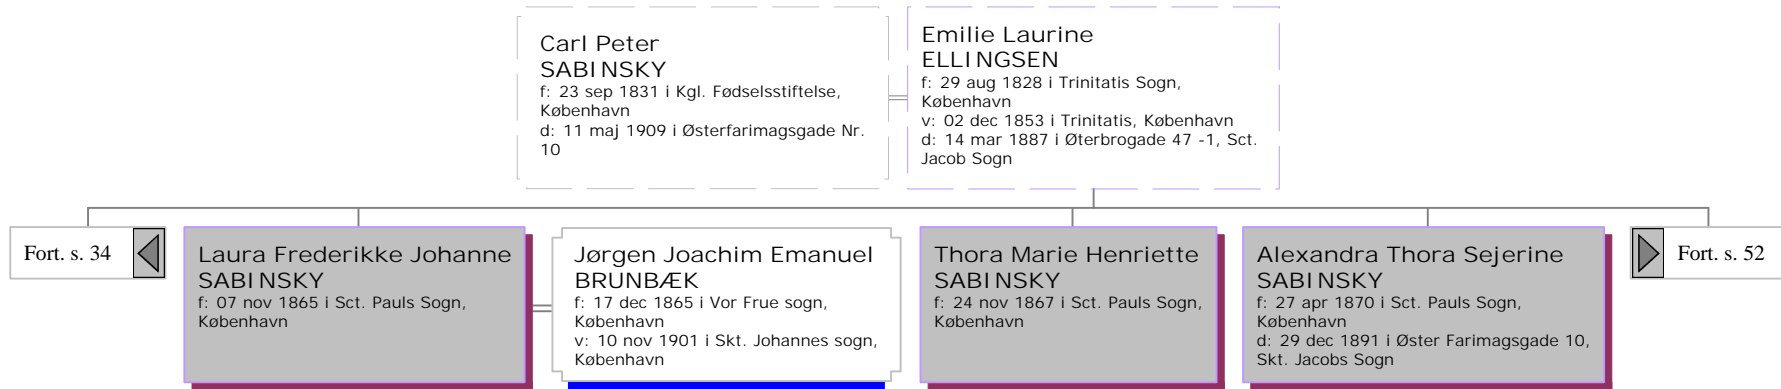 Carl Peter
SABINSKY
f: 23 sep 1831 i Kgl. Fødselsstiftelse,
København
d: 11 maj 1909 i Østerfarimagsgade Nr.
10
Emilie Laurine
ELLINGSEN
f: 29 aug 1828 i Trinitatis Sogn,
København
v: 02 dec 1853 i Trinitatis, København
d: 14 mar 1887 i Øterbrogade 47 -1, Sct.
Jacob Sogn
Fort. s. 34
Laura Frederikke Johanne
SABINSKY
f: 07 nov 1865 i Sct. Pauls Sogn,
København
Jørgen Joachim Emanuel
BRUNBÆK
f: 17 dec 1865 i Vor Frue sogn,
København
v: 10 nov 1901 i Skt. Johannes sogn,
København
Thora Marie Henriette
SABINSKY
f: 24 nov 1867 i Sct. Pauls Sogn,
København
Alexandra Thora Sejerine
SABINSKY
f: 27 apr 1870 i Sct. Pauls Sogn,
København
d: 29 dec 1891 i Øster Farimagsgade 10,
Skt. Jacobs Sogn
Fort. s. 52